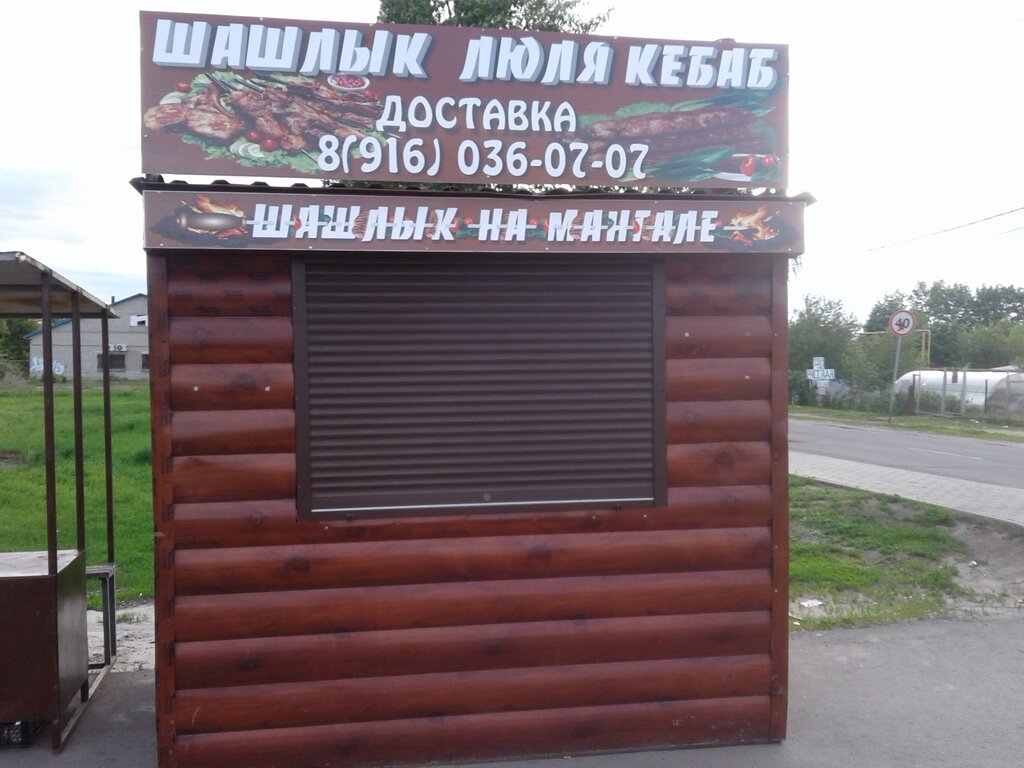 ШАШЛЫК ЛЮЛЯ КЕБАБ
ДОСТАВКА
8(916) 036-07-07
ШАШЛЫК НА МАНГАЛЕ
40